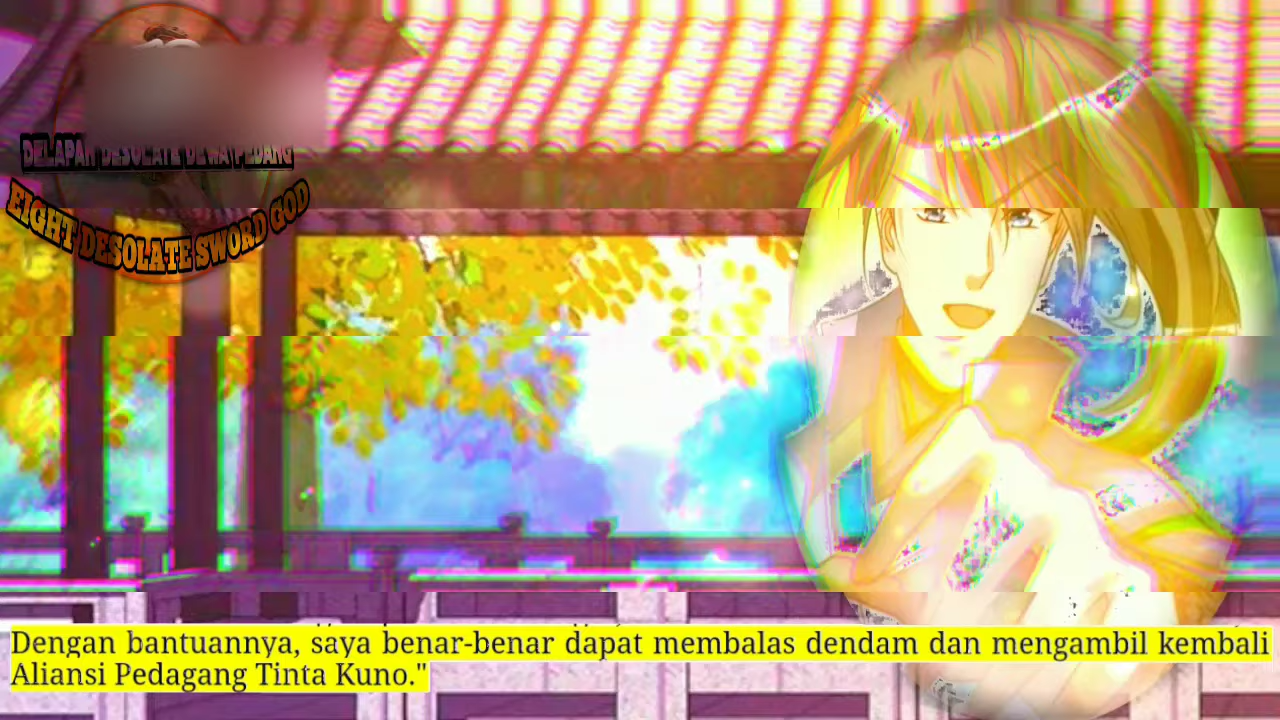 DELAPAN DESOLATE DEWA PEDANG
EIGHT DESOLATE SWORD GOD
Dengan bantuannya, saya benar-benar dapat membalas dendam dan mengambil kembali
Aliansi Pedagang Tinta Kuno."